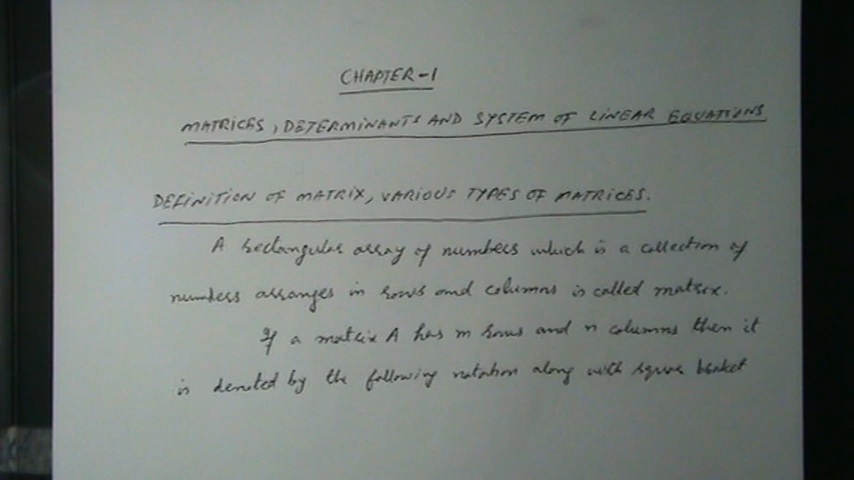 CHAPTER-1
MATRICES, DETERMINANTS AND SYSTEM OF LINEAR EQUATIONS
DEFINITION OF MATRIX, VARIOUS TYPES OF MATRICES.
A rectangular array of numbers which is a collection of
numbers arranges in rows and columns is called matrix.
If a matrix A has m rows and n columns then it
is denoted by the following notation along with square braket